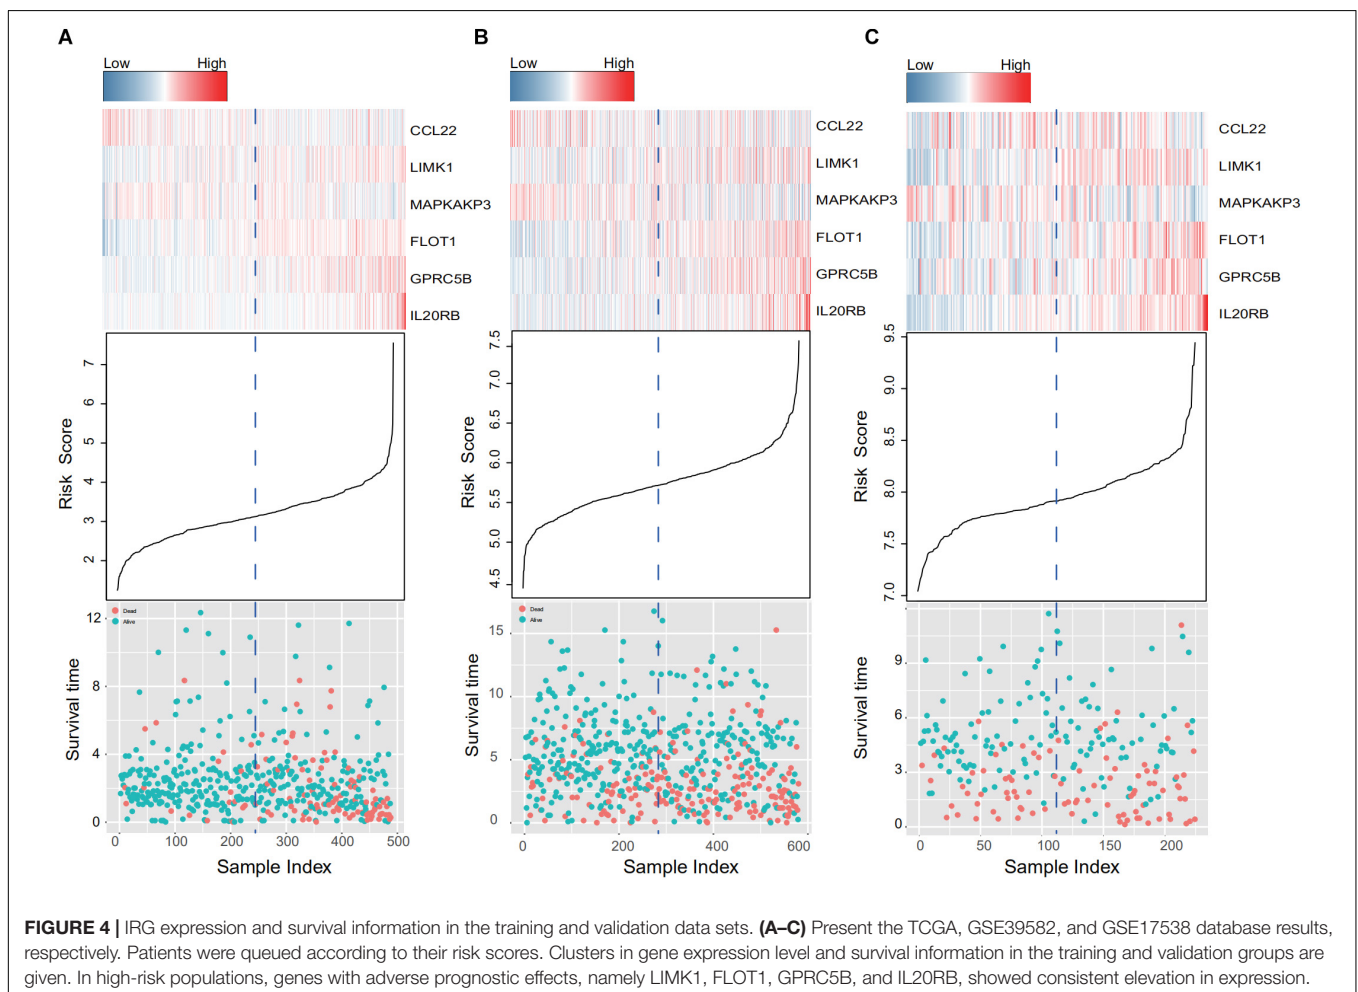 A
B
C
Low High
Low High
Low High
CCL22
LIMK1
MAPKAKP3
FLOT1
GPRC5B
IL20RB
CCL22
LIMK1
MAPKAKP3
FLOT1
GPRC5B
IL20RB
CCL22
LIMK1
MAPKAKP3
FLOT1
GPRC5B
IL20RB
Risk Score
7
6
5
4
3
2
Risk Score
7.5
7.0
6.5
6.0
5.5
5.0
4.5
Risk Score
9.5
9.0
8.5
8.0
7.5
7.0
Survival time
12
8
4
0
Dead
Alive
0 100 200 300 400 500
Sample Index
Survival time
15
10
5
0
Dead
Alive
0 200 400 600
Sample Index
Survival time
9
6
3
0
0 50 100 150 200
Sample Index
FIGURE 4 | IRG expression and survival information in the training and validation data sets. (A–C) Present the TCGA, GSE39582, and GSE17538 database results,
respectively. Patients were queued according to their risk scores. Clusters in gene expression level and survival information in the training and validation groups are
given. In high-risk populations, genes with adverse prognostic effects, namely LIMK1, FLOT1, GPRC5B, and IL20RB, showed consistent elevation in expression.